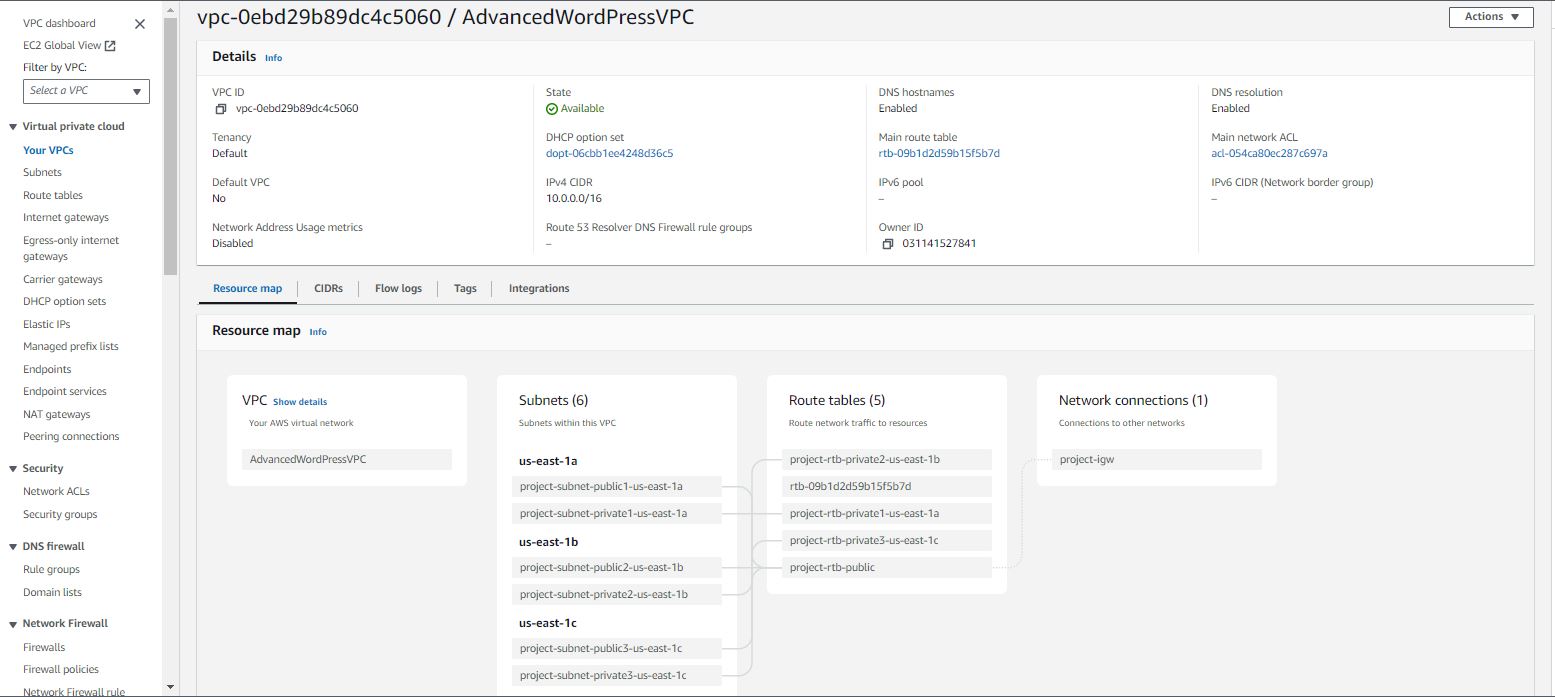 VPC dashboard
EC2 Global View
Filter by VPC:
Select a VPC
Virtual private cloud
Your VPCs
Subnets
Route tables
Internet gateways
Egress-only internet
gateways
Carrier gateways
DHCP option sets
Elastic IPs
Managed prefix lists
Endpoints
Endpoint services
NAT gateways
Peering connections
Security
Network ACLs
Security groups
DNS firewall
Rule groups
Domain lists
Network Firewall
Firewalls
Firewall policies
Network Firewall rule
vpc-0ebd29b89dc4c5060 / AdvancedWordPressVPC
Actions
Details Info
VPC ID
vpc-0ebd29b89dc4c5060
State
Available
DNS hostnames
Enabled
DNS resolution
Enabled
Tenancy
Default
DHCP option set
dopt-06cbb1ee4248d36c5
Main route table
rtb-09b1d2d59b15f5b7d
Main network ACL
acl-054ca80ec287c697a
Default VPC
No
IPv4 CIDR
10.0.0.0/16
IPv6 pool
–
IPv6 CIDR (Network border group)
–
Network Address Usage metrics
Disabled
Route 53 Resolver DNS Firewall rule groups
–
Owner ID
031141527841
Resource map CIDRs Flow logs Tags Integrations
Resource map Info
VPC Show details
Your AWS virtual network
AdvancedWordPressVPC
Subnets (6)
Subnets within this VPC
us-east-1a
project-subnet-public1-us-east-1a
project-subnet-private1-us-east-1a
us-east-1b
project-subnet-public2-us-east-1b
project-subnet-private2-us-east-1b
us-east-1c
project-subnet-public3-us-east-1c
project-subnet-private3-us-east-1c
Route tables (5)
Route network traffic to resources
project-rtb-private2-us-east-1b
rtb-09b1d2d59b15f5b7d
project-rtb-private1-us-east-1a
project-rtb-private3-us-east-1c
project-rtb-public
Network connections (1)
Connections to other networks
project-igw